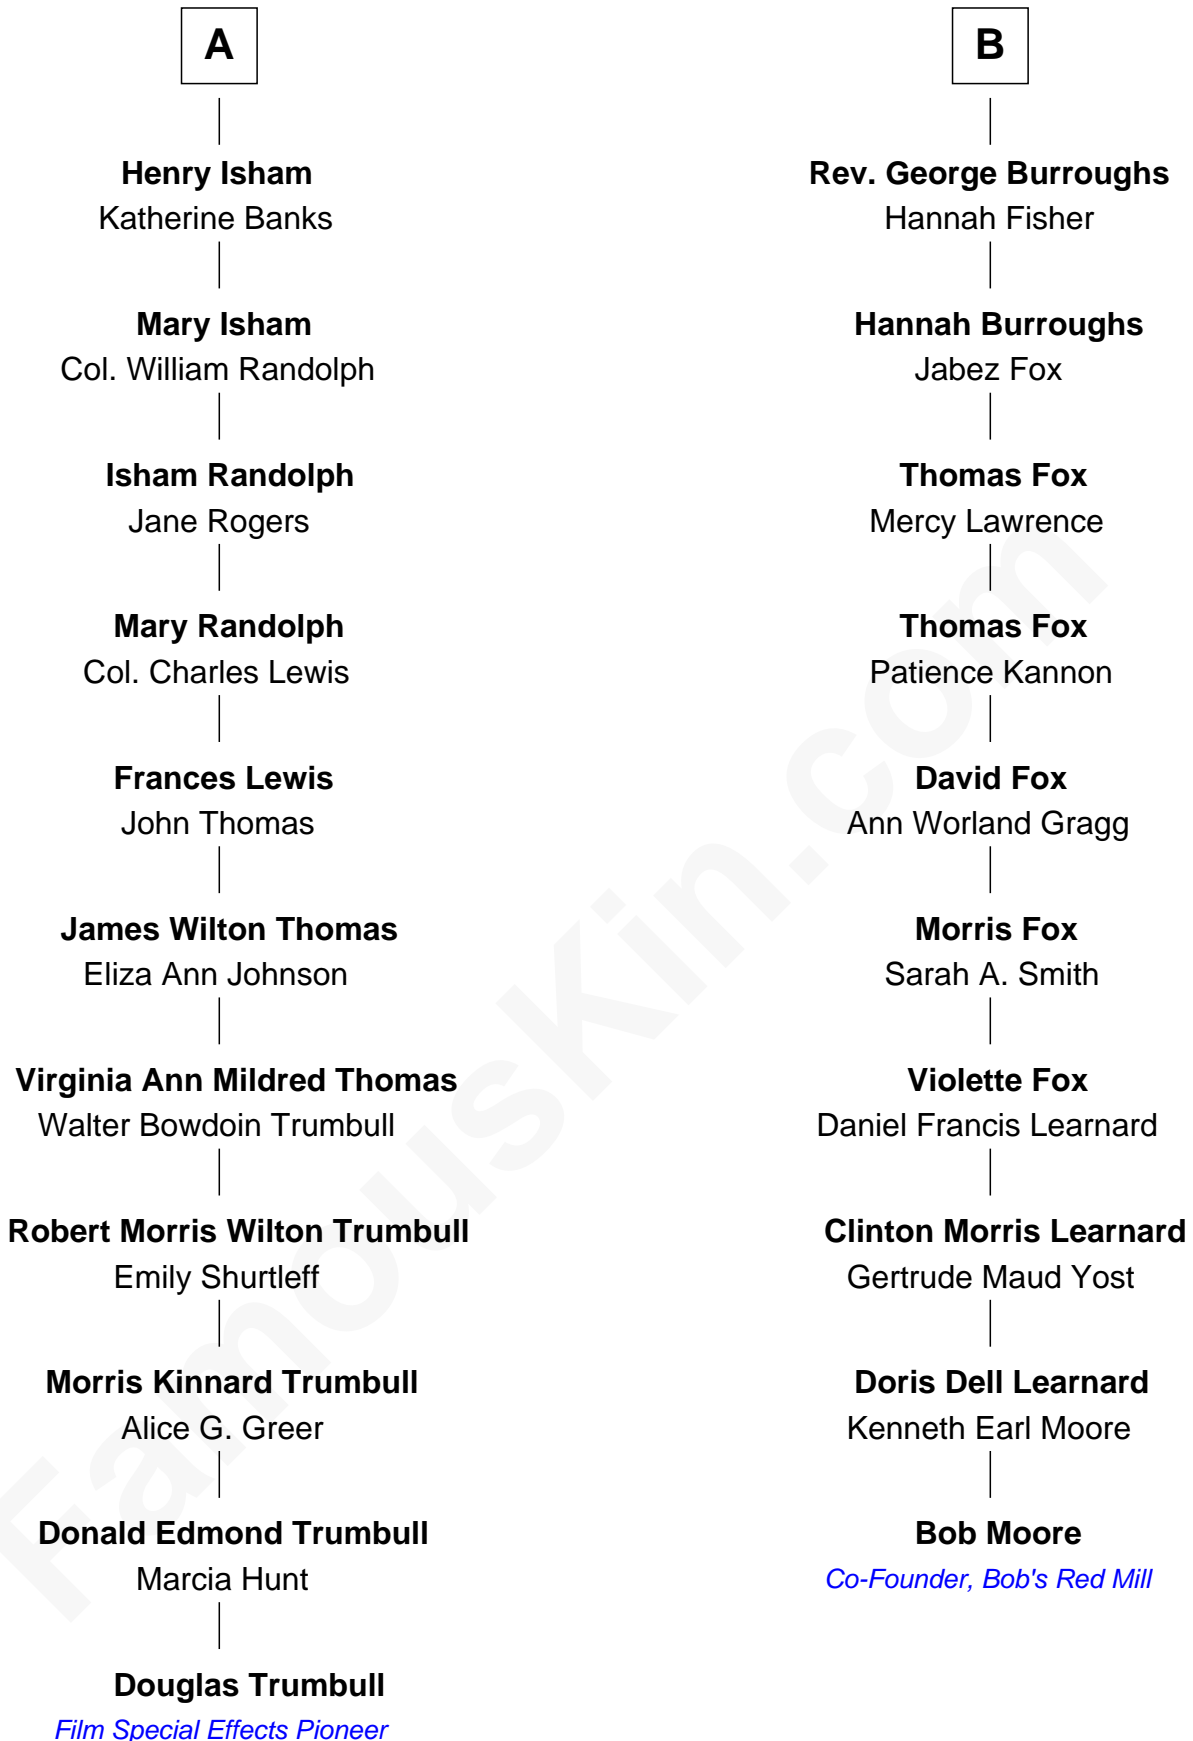 A
Henry Isham
Katherine Banks
Mary Isham
Col. William Randolph
Isham Randolph
Jane Rogers
Mary Randolph
Col. Charles Lewis
Frances Lewis
John Thomas
James Wilton Thomas
Eliza Ann Johnson
Virginia Ann Mildred Thomas
Walter Bowdoin Trumbull
Robert Morris Wilton Trumbull
Emily Shurtleff
Morris Kinnard Trumbull
Alice G. Greer
Donald Edmond Trumbull
Marcia Hunt
Douglas Trumbull
Film Special Effects Pioneer
B
Rev. George Burroughs
Hannah Fisher
Hannah Burroughs
Jabez Fox
Thomas Fox
Mercy Lawrence
Thomas Fox
Patience Kannon
David Fox
Ann Worland Gragg
Morris Fox
Sarah A. Smith
Violette Fox
Daniel Francis Learnard
Clinton Morris Learnard
Gertrude Maud Yost
Doris Dell Learnard
Kenneth Earl Moore
Bob Moore
Co-Founder, Bob's Red Mill
FamousKin.com